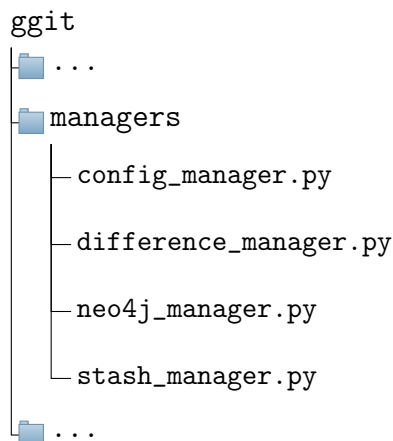 ggit
...
managers
config_manager.py
difference_manager.py
neo4j_manager.py
stash_manager.py
...